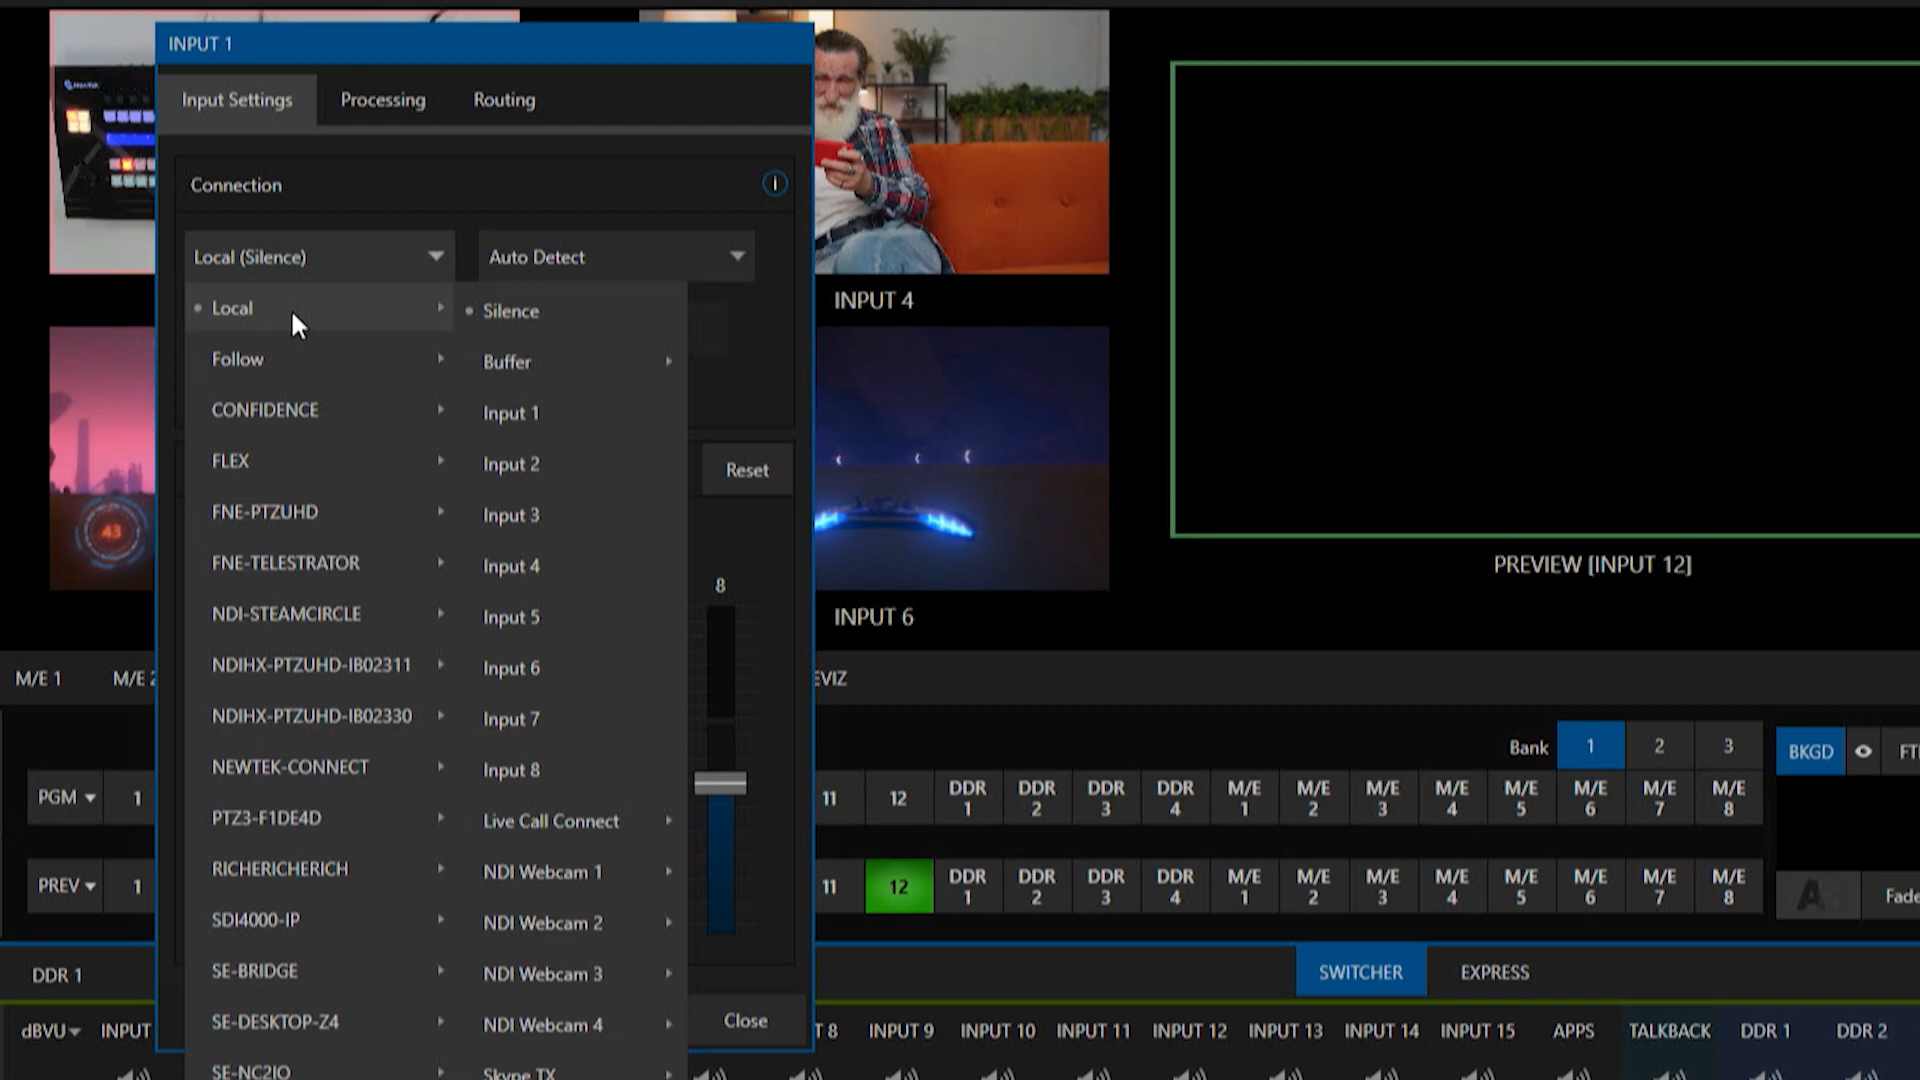 INPUT 1
Input Settings
Processing
Routing
Connection
i
Local (Silence)
Auto Detect
Local
Follow
CONFIDENCE
FLEX
FNE-PTZUHD
FNE-TELESTRATOR
NDI-STEAMCIRCLE
NDIHX-PTZUHD-IB02311
NDIHX-PTZUHD-IB02330
NEWTEK-CONNECT
PTZ3-F1DE4D
RICHERICHERICH
SDI4000-IP
SE-BRIDGE
SE-DESKTOP-Z4
SE-NC2IO
Silence
Buffer
Input 1
Input 2
Input 3
Input 4
Input 5
Input 6
Input 7
Input 8
Live Call Connect
NDI Webcam 1
NDI Webcam 2
NDI Webcam 3
NDI Webcam 4
Skype TX
Reset
8
Close
INPUT 4
43
INPUT 6
PREVIEW [INPUT 12]
M/E 1
M/E 2
EVIZ
Bank 1 2 3
BKGD
PGM 1
11 12 DDR 1 DDR 2 DDR 3 DDR 4 M/E 1 M/E 2 M/E 3 M/E 4 M/E 5 M/E 6 M/E 7 M/E 8
PREV 1
11 12 DDR 1 DDR 2 DDR 3 DDR 4 M/E 1 M/E 2 M/E 3 M/E 4 M/E 5 M/E 6 M/E 7 M/E 8
A
DDR 1
SWITCHER
EXPRESS
dBVU INPUT
T 8 INPUT 9 INPUT 10 INPUT 11 INPUT 12 INPUT 13 INPUT 14 INPUT 15 APPS TALKBACK DDR 1 DDR 2